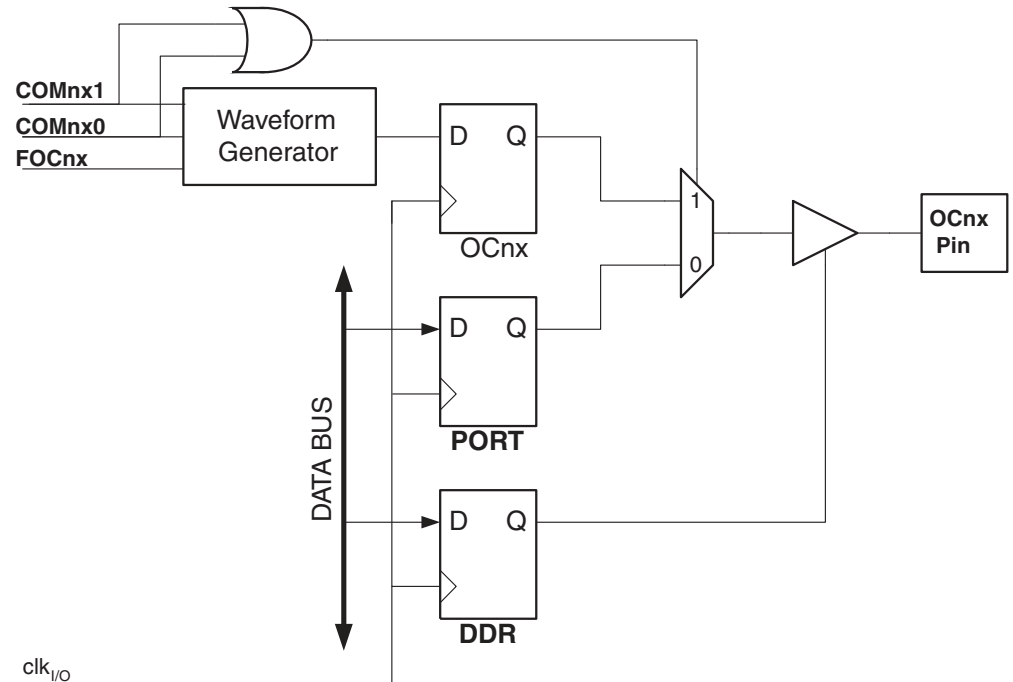 COMnx1
COMnx0
FOCnx
Waveform
Generator
D Q
OCnx
1
0
OCnx
Pin
D Q
PORT
DATA BUS
D Q
DDR
clkI/O